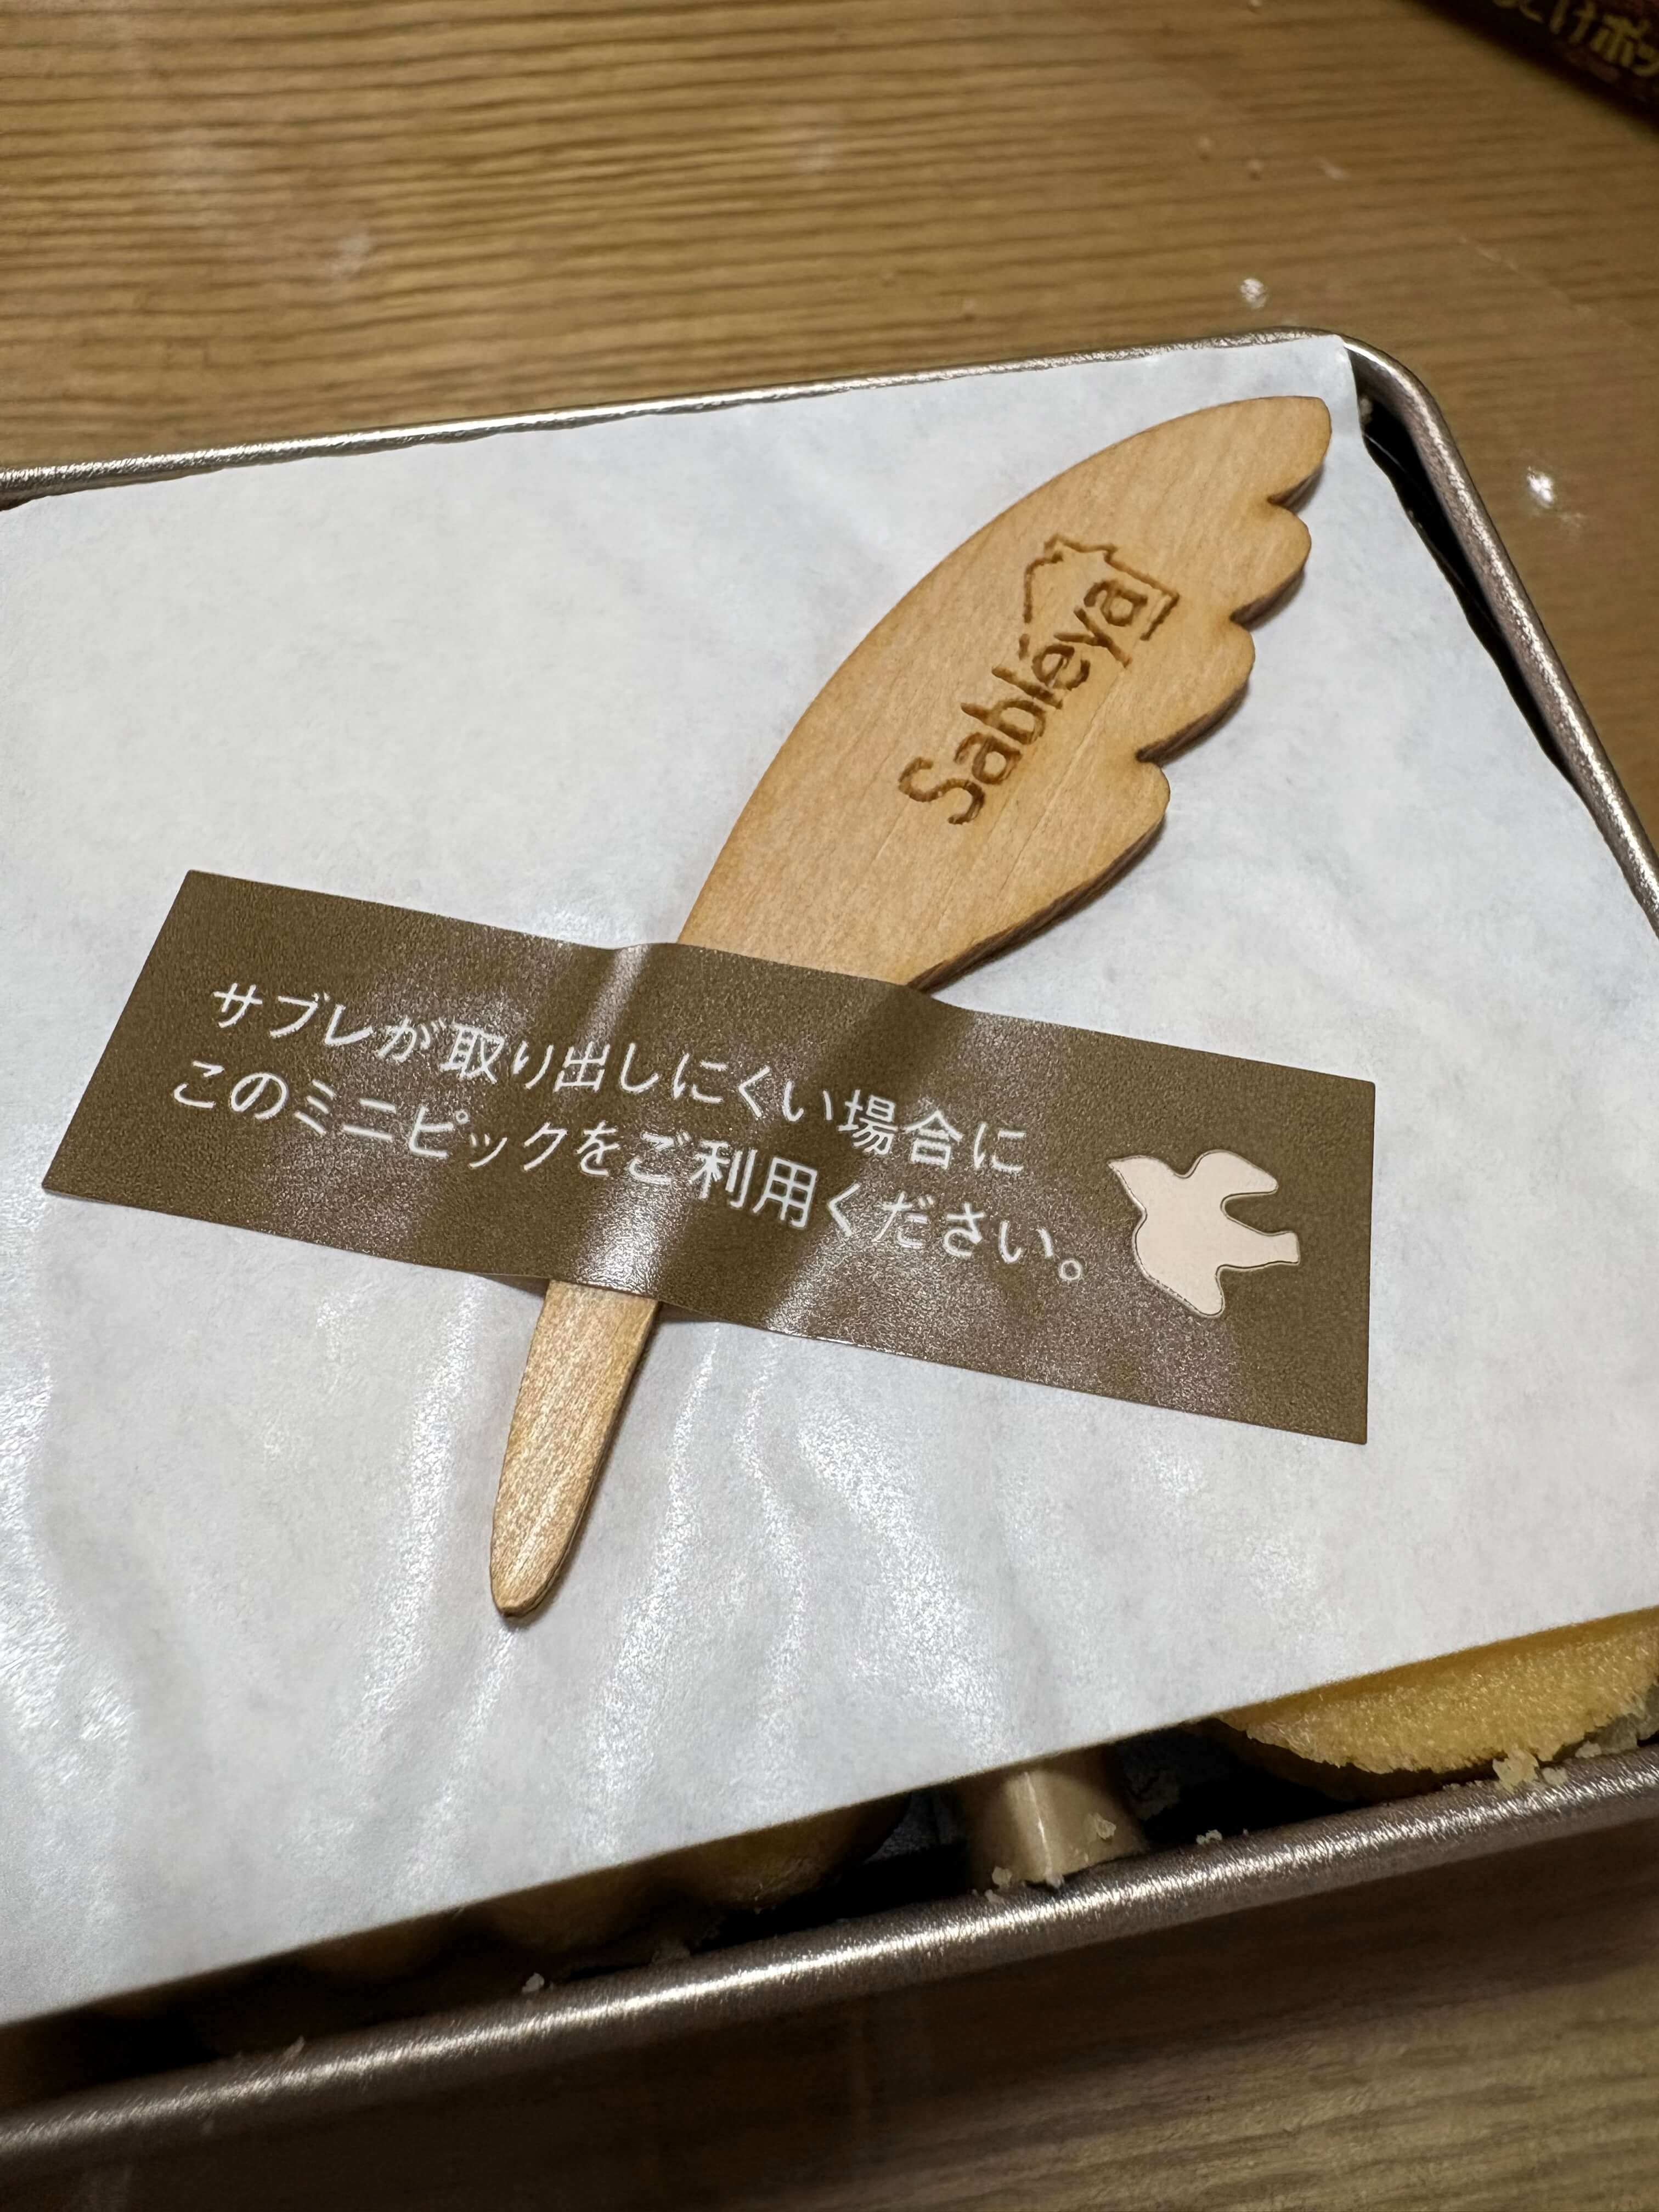 Sabléya
サブレが取り出しにくい場合に
このミニピックをご利用ください。